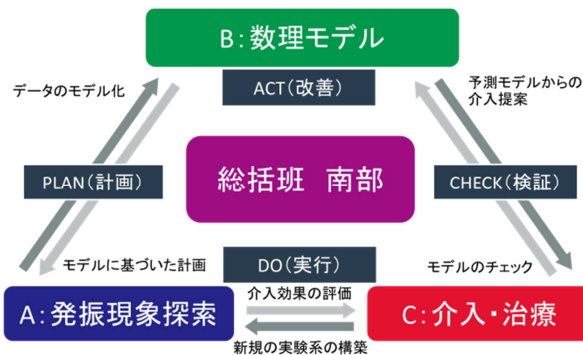 B：数理モデル
ACT（改善）
データのモデル化
予測モデルからの
介入提案
PLAN（計画）
総括班　南部
CHECK（検証）
モデルに基づいた計画
DO（実行）
モデルのチェック
A：発振現象探索
介入効果の評価
C：介入・治療
新規の実験系の構築